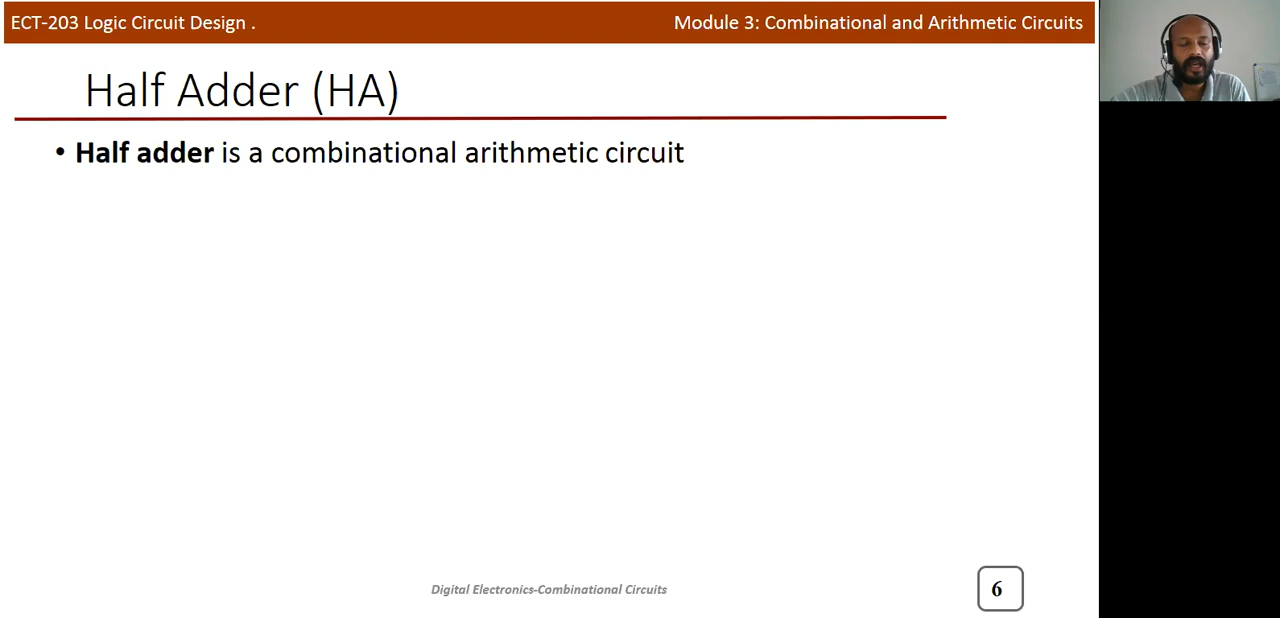 ECT-203 Logic Circuit Design .
Module 3: Combinational and Arithmetic Circuits
Half Adder (HA)
• Half adder is a combinational arithmetic circuit
Digital Electronics-Combinational Circuits
6